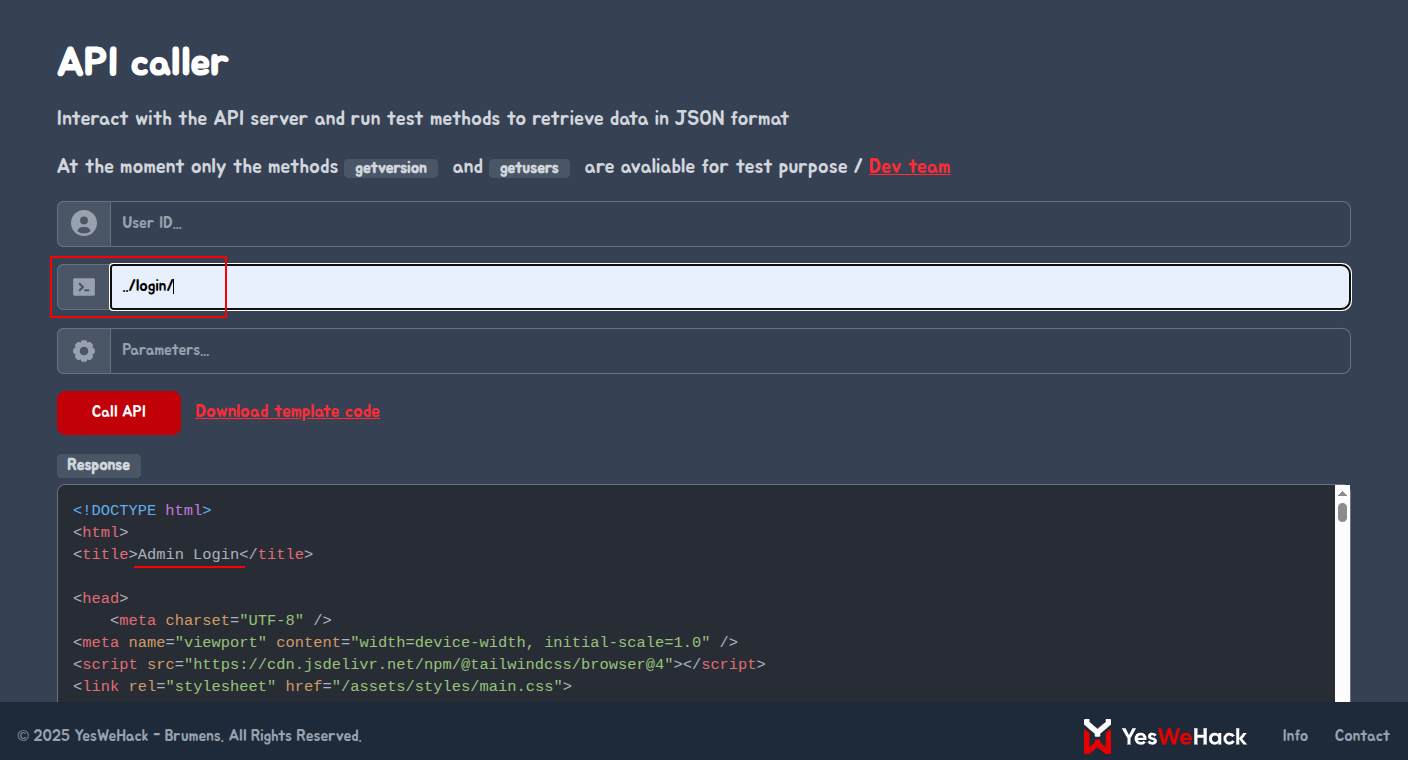 API caller
Interact with the API server and run test methods to retrieve data in JSON format
At the moment only the methods getversion and getusers are avaliable for test purpose / Dev team
User ID...
../login/
Parameters...
Call API Download template code
Response
<!DOCTYPE html>
<html>
<title>Admin Login</title>
<head>
    <meta charset="UTF-8" />
<meta name="viewport" content="width=device-width, initial-scale=1.0" />
<script src="https://cdn.jsdelivr.net/npm/@tailwindcss/browser@4"></script>
<link rel="stylesheet" href="/assets/styles/main.css">
© 2025 YesWeHack - Brumens. All Rights Reserved. YesWeHack Info Contact